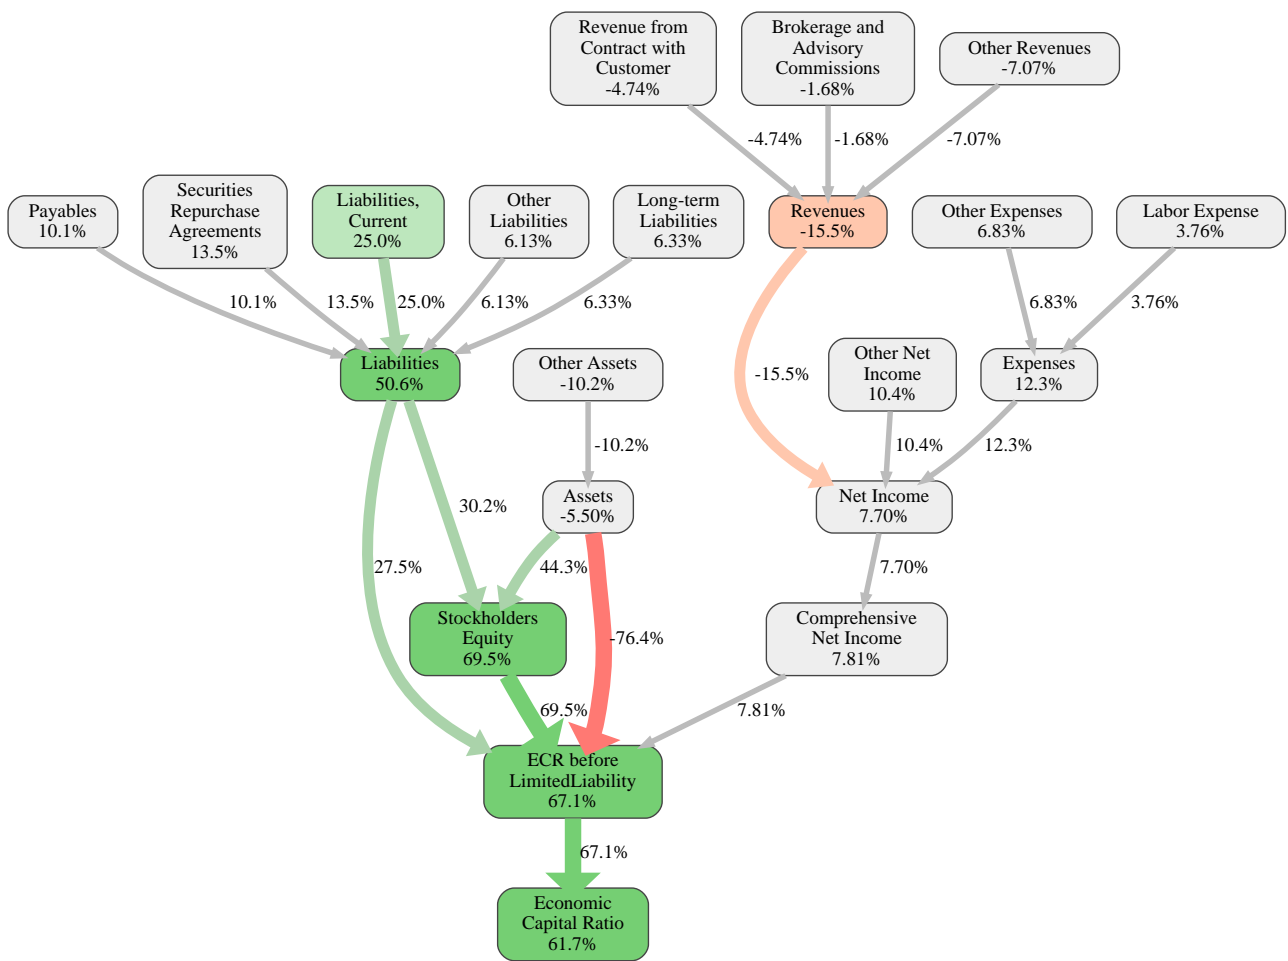 Revenue from
Contract with
Customer
-4.74%
Brokerage and
Advisory
Commissions
-1.68%
Other Revenues
-7.07%
-4.74%
-1.68%
-7.07%
Payables
10.1%
Securities
Repurchase
Agreements
13.5%
Liabilities,
Current
25.0%
Other
Liabilities
6.13%
Long-term
Liabilities
6.33%
Revenues
-15.5%
Other Expenses
6.83%
Labor Expense
3.76%
10.1%
13.5%
25.0%
6.13%
6.33%
6.83%
3.76%
Liabilities
50.6%
Other Assets
-10.2%
-15.5%
Other Net
Income
10.4%
Expenses
12.3%
-10.2%
10.4%
12.3%
30.2%
Assets
-5.50%
Net Income
7.70%
27.5%
44.3%
7.70%
Stockholders
Equity
69.5%
-76.4%
Comprehensive
Net Income
7.81%
69.5%
7.81%
ECR before
LimitedLiability
67.1%
67.1%
Economic
Capital Ratio
61.7%